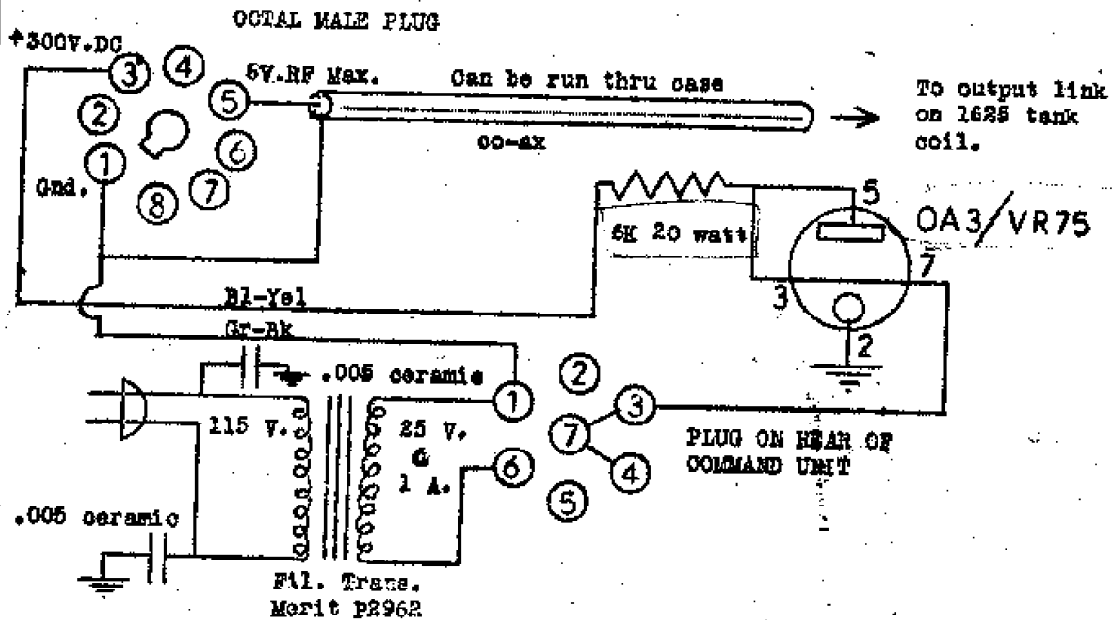 OCTAL MALE PLUG
+300V.DC
3
4
5
6
7
8
1
2
Gnd.
6V.RF Max.
Can be run thru case
co-ax
To output link
on 1625 tank
coil.
5
OA3/VR75
6K 20 watt
7
3
2
Bl-Yel
Gr-Bk
.005 ceramic
115 V.
25 V.
@
1 A.
1
2
3
7
6
4
5
PLUG ON REAR OF
COMMAND UNIT
.005 ceramic
Fil. Trans.
Merit P2962